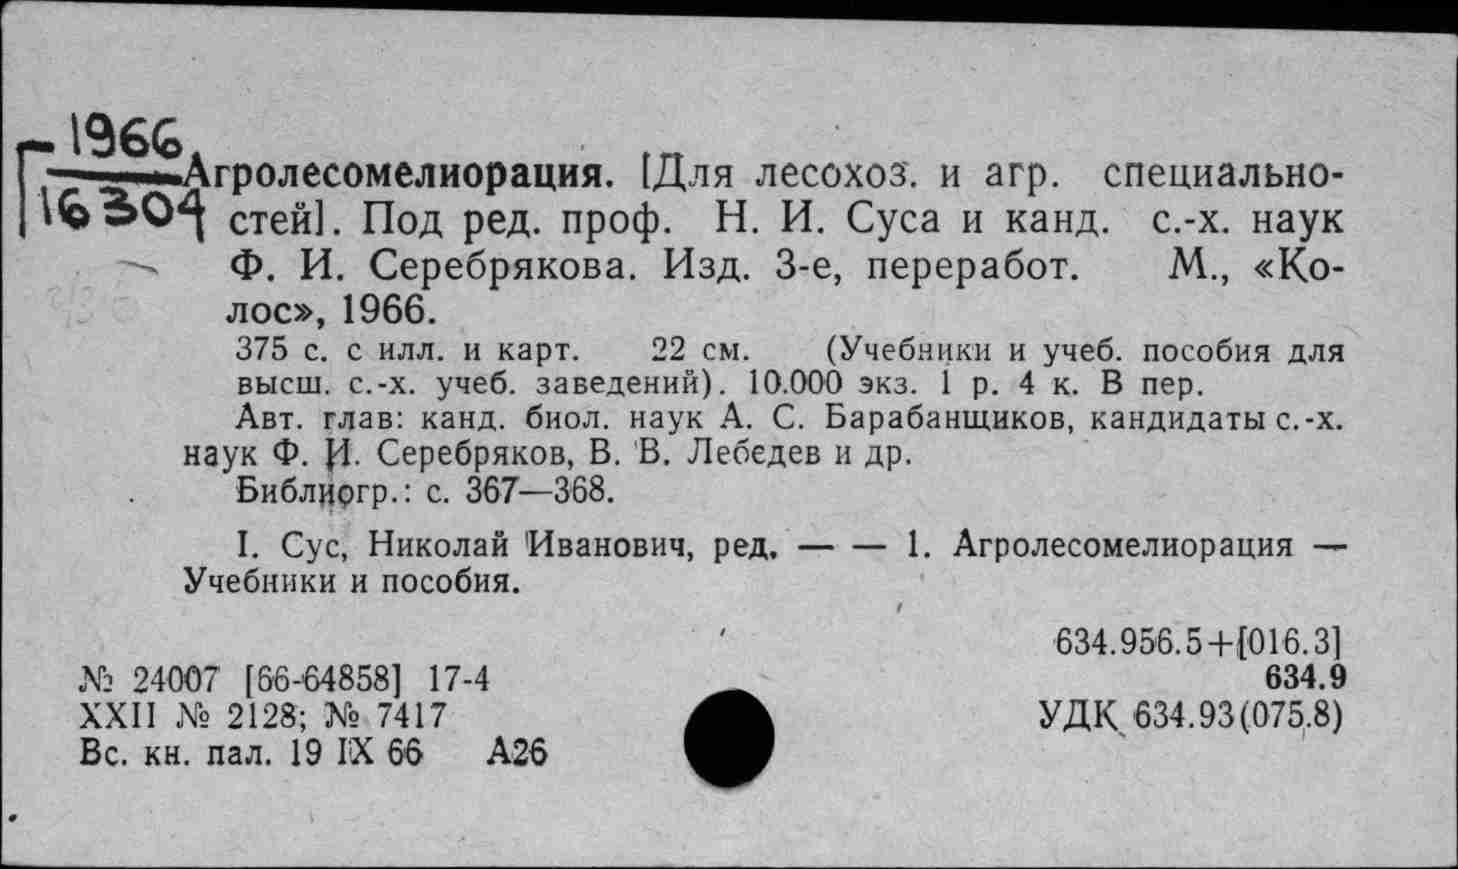 Г 1966
16304
Агролесомелиорация. [Для лесохоз. и агр. специально-
стей]. Под ред. проф. Н. И. Суса и канд. с.-х. наук
Ф. И. Серебрякова. Изд. 3-е, переработ. М., «Ко-
лос», 1966.
375 с. с илл. и карт. 22 см. (Учебники и учеб. пособия для
высш. с.-х. учеб. заведений). 10.000 экз. 1 р. 4 к. В пер.
Авт. глав: канд. биол. наук А. С. Барабанщиков, кандидаты с.-х.
наук Ф. И. Серебряков, В. В. Лебедев и др.
Библиогр.: с. 367—368.
I. Сус, Николай Иванович, ред. — — 1. Агролесомелиорация —
Учебники и пособия.
634.956.5+[016.3]
№ 24007 [66-64858] 17-4 634.9
XXII № 2128; № 7417 УДК 634.93(075.8)
Вс. кн. пал. 19 IX 66 А26